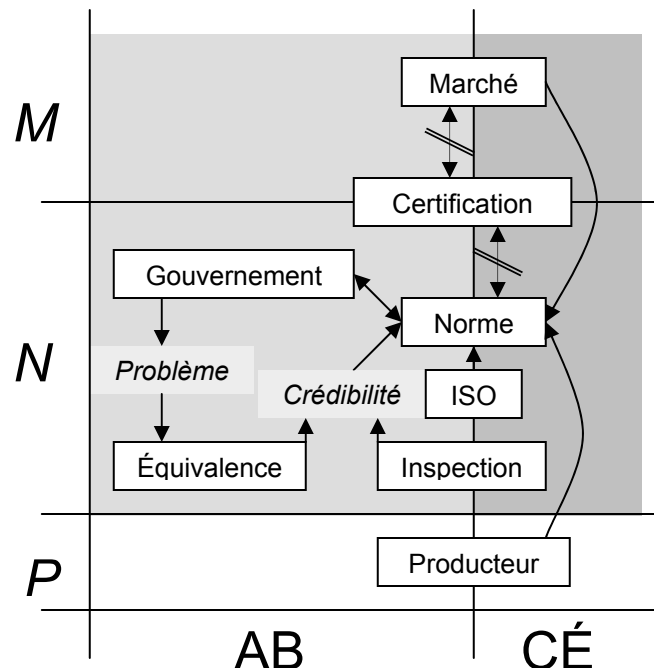 Marché
M
Certification
Gouvernement
Norme
N
Problème
Crédibilité
ISO
Équivalence
Inspection
Producteur
P
AB
CÉ